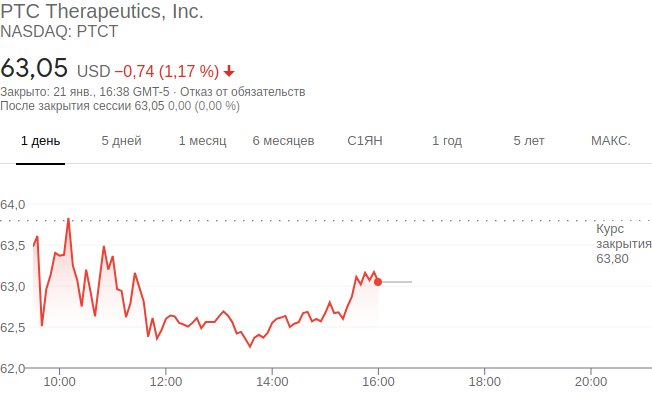 PTC Therapeutics, Inc.
NASDAQ: PTCT
63,05 USD −0,74 (1,17 %)
Закрыто: 21 янв., 16:38 GMT-5 · Отказ от обязательств
После закрытия сессии 63,05 0,00 (0,00 %)
1 день 5 дней 1 месяц 6 месяцев С1ЯН 1 год 5 лет МАКС.
64,0
Курс
закрытия
63,80
63,5
63,0
62,5
62,0
10:00 12:00 14:00 16:00 18:00 20:00